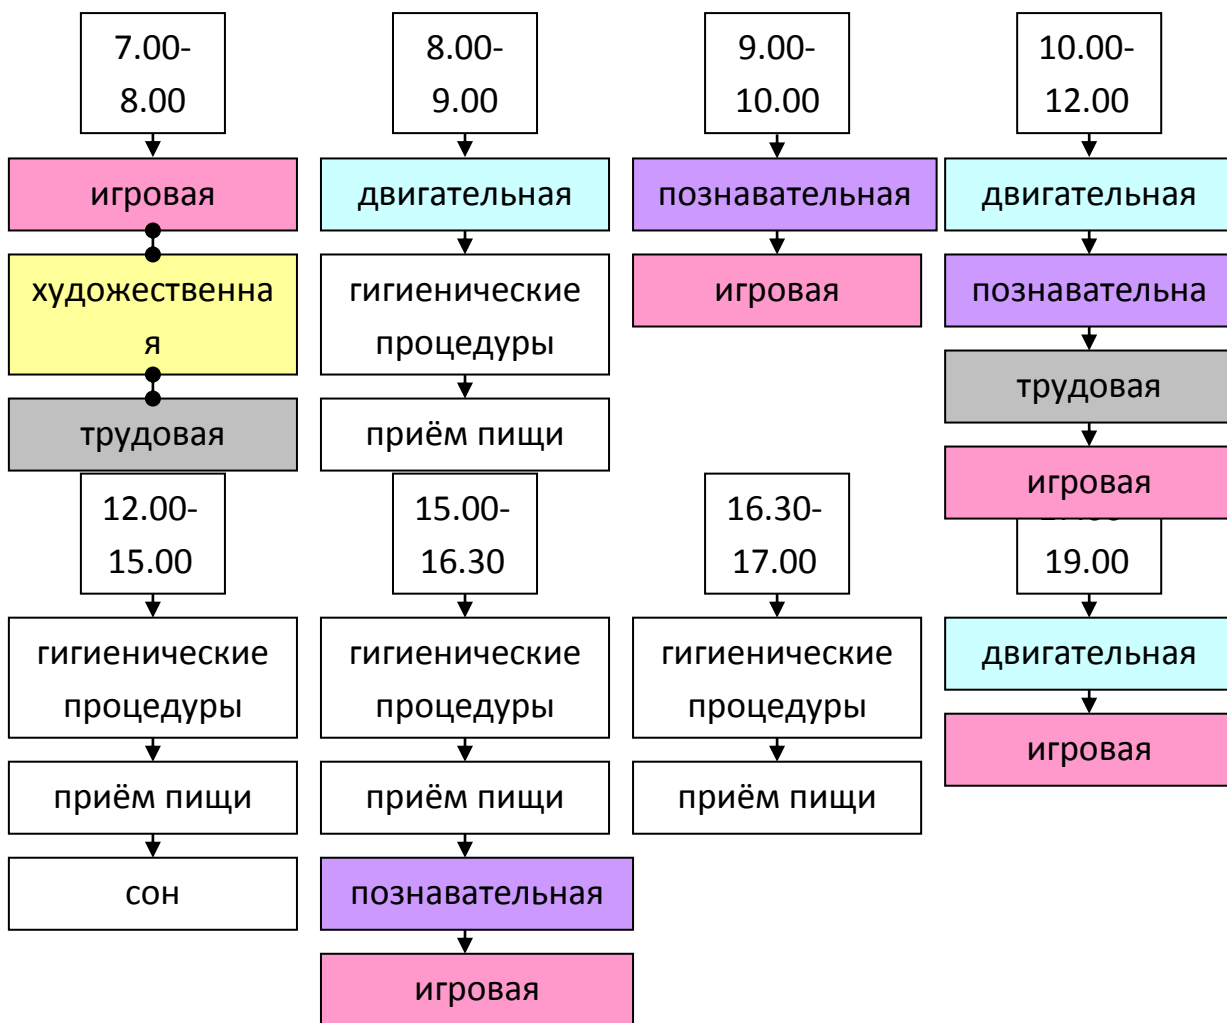 7.00-
8.00
игровая
художественна
я
трудовая
8.00-
9.00
двигательная
гигиенические
процедуры
приём пищи
9.00-
10.00
познавательная
игровая
10.00-
12.00
двигательная
познавательна
трудовая
игровая
12.00-
15.00
гигиенические
процедуры
приём пищи
сон
15.00-
16.30
гигиенические
процедуры
приём пищи
познавательная
игровая
16.30-
17.00
гигиенические
процедуры
приём пищи
19.00
двигательная
игровая